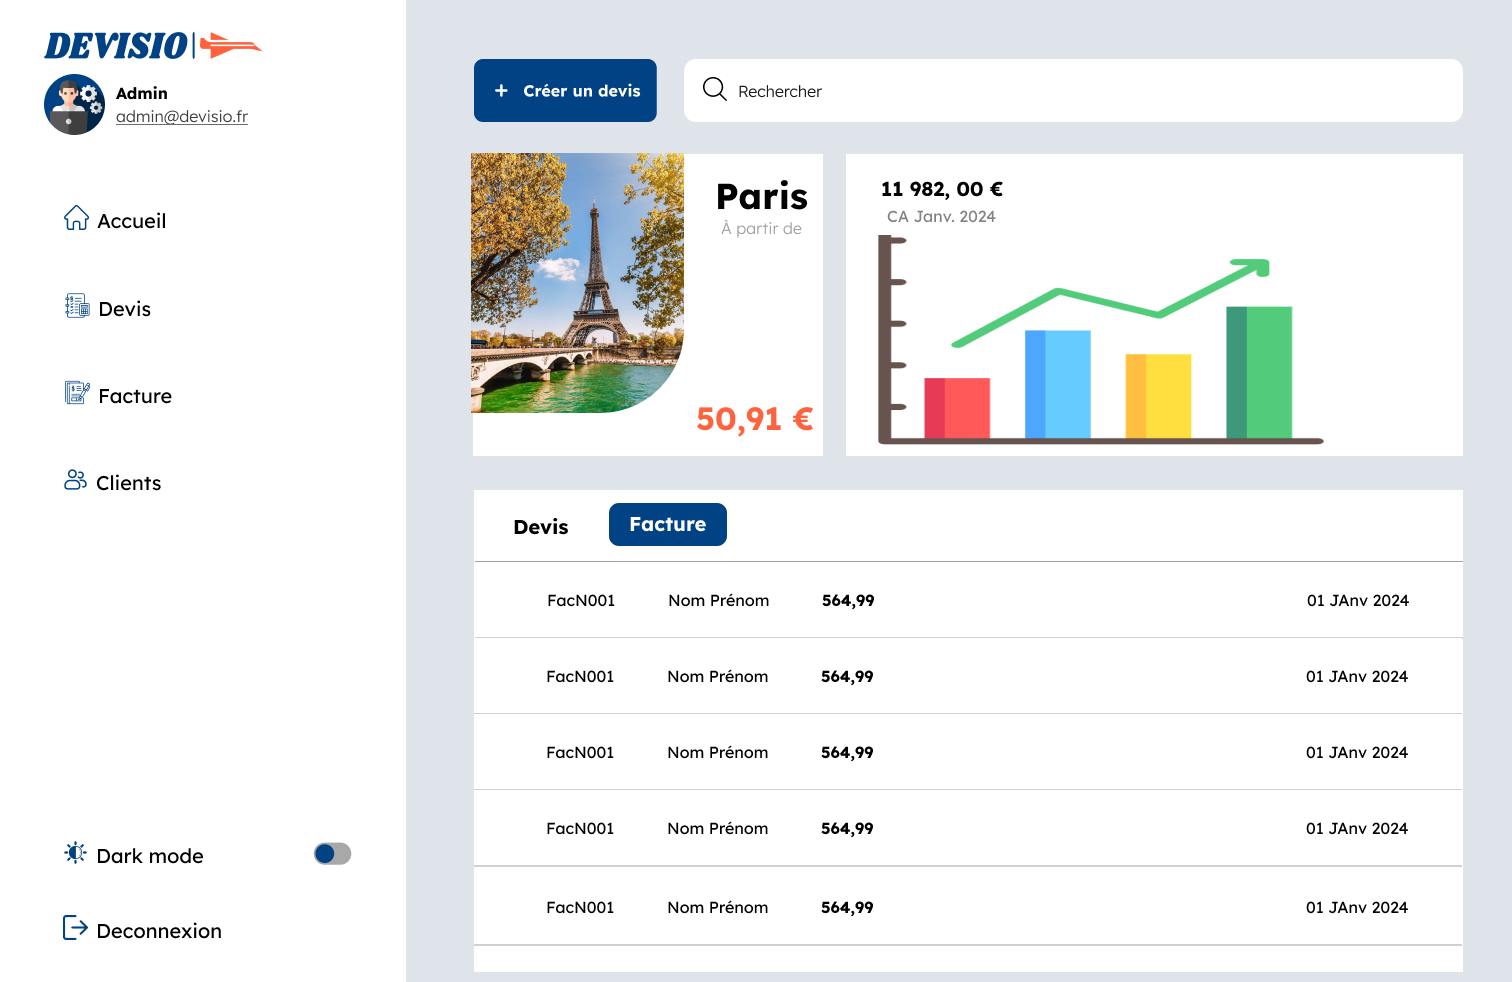 DEVISIO
Admin
admin@devisio.fr
Accueil
Devis
Facture
Clients
Dark mode
Deconnexion
+ Créer un devis
Rechercher
Paris
À partir de
50,91 €
11 982, 00 €
CA Janv. 2024
Devis Facture
FacN001 Nom Prénom 564,99 01 JAnv 2024
FacN001 Nom Prénom 564,99 01 JAnv 2024
FacN001 Nom Prénom 564,99 01 JAnv 2024
FacN001 Nom Prénom 564,99 01 JAnv 2024
FacN001 Nom Prénom 564,99 01 JAnv 2024